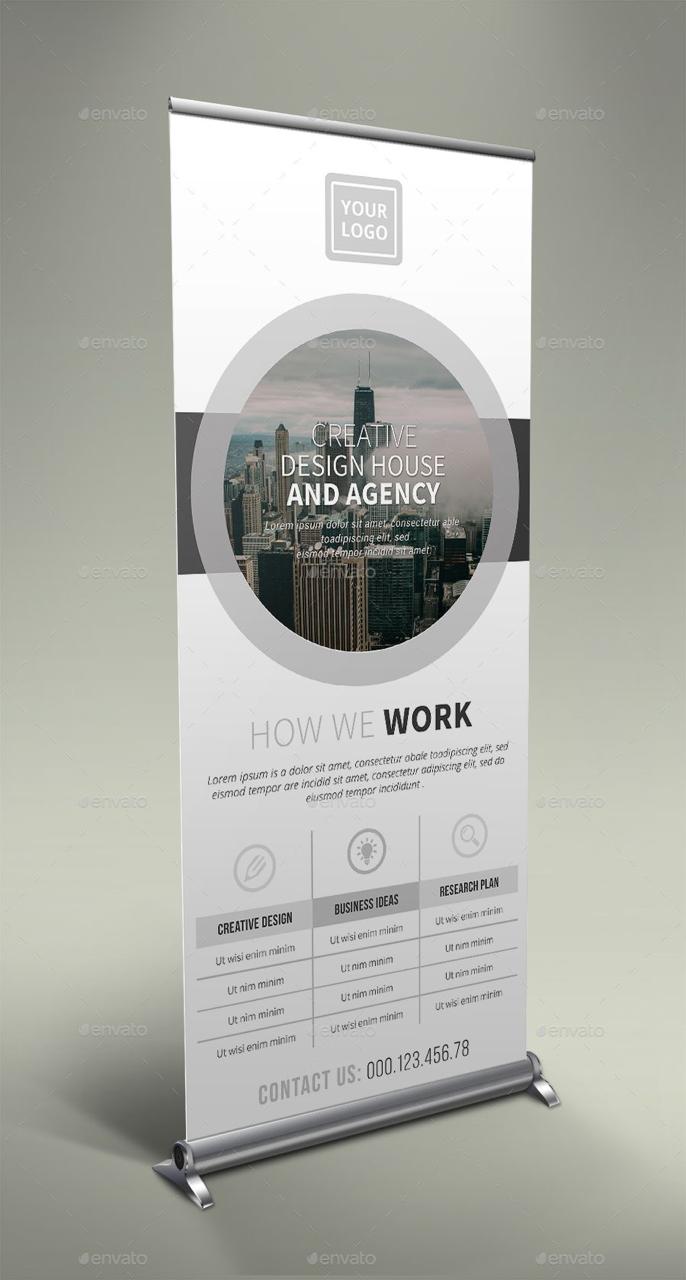 YOUR
LOGO
CREATIVE
DESIGN HOUSE
AND AGENCY
Lorem ipsum dolor sit amet, consectetur able
toadipiscing elit, sed
eismod tempor incidid sit amet
HOW WE WORK
Lorem ipsum is a dolor sit amet, consectetur obale toadipiscing elit, sed
eismod tempor are incidid sit amet, consectetur adipiscing elit, sed do
eiusmod tempor incididunt .
CREATIVE DESIGN BUSINESS IDEAS RESEARCH PLAN
Ut wisi enim minim Ut wisi enim minim Ut wisi enim minim
Ut nim minim Ut nim minim Ut nim minim
Ut nim minim Ut nim minim Ut nim minim
Ut wisi enim minim Ut wisi enim minim Ut wisi enim minim
CONTACT US: 000.123.456.78
envato envato envato
envato envato envato
envato envato envato
envato envato envato
envato envato envato
envato envato envato